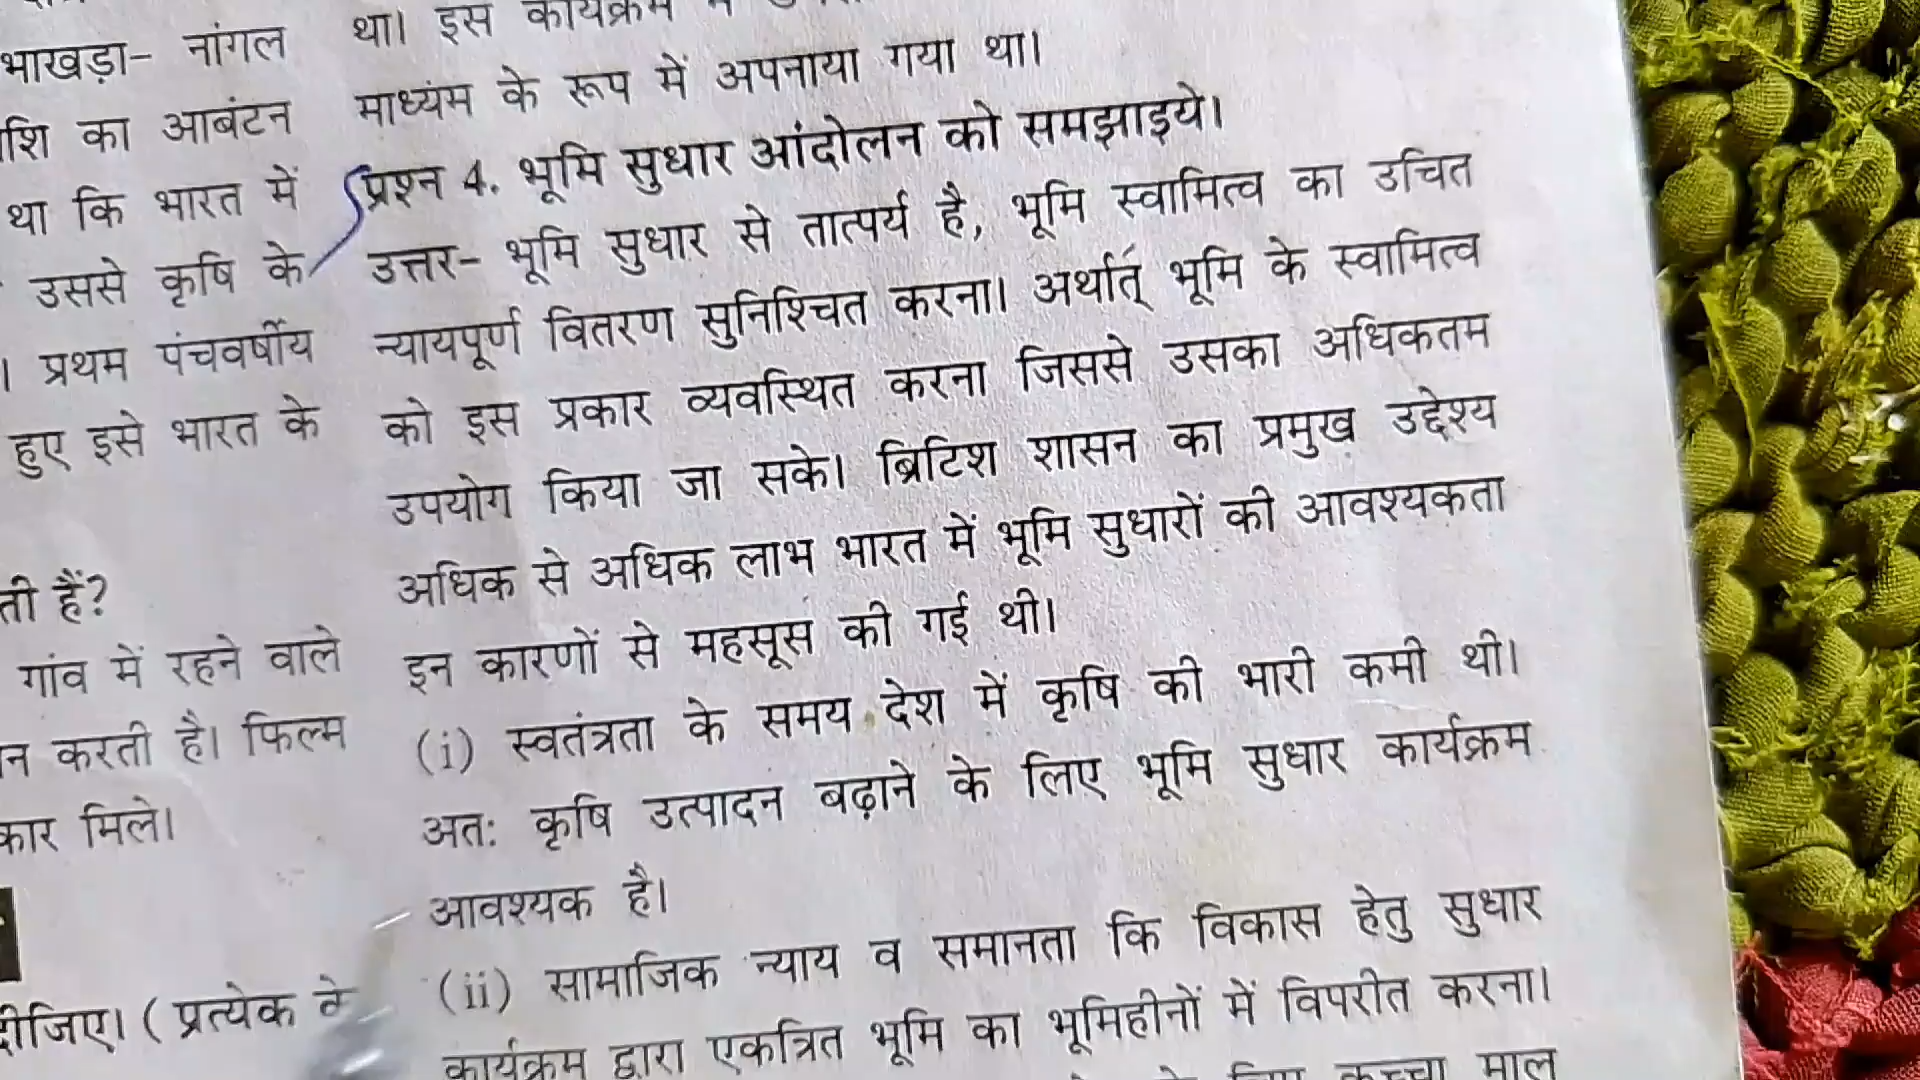 भाखड़ा- नांगल
का आबंटन
था कि भारत में
उससे कृषि के
। प्रथम पंचवर्षीय
हुए इसे भारत के
ती हैं?
गांव में रहने वाले
न करती है। फिल्म
कार मिले।
दीजिए। ( प्रत्येक के
था। इस कार्यक्रम
माध्यंम के रूप में अपनाया गया था।
प्रश्न 4. भूमि सुधार आंदोलन को समझाइये।
उत्तर- भूमि सुधार से तात्पर्य है, भूमि स्वामित्व का उचित
न्यायपूर्ण वितरण सुनिश्चित करना। अर्थात् भूमि के स्वामित्व
को इस प्रकार व्यवस्थित करना जिससे उसका अधिकतम
उपयोग किया जा सके। ब्रिटिश शासन का प्रमुख उद्देश्य
अधिक से अधिक लाभ भारत में भूमि सुधारों की आवश्यकता
इन कारणों से महसूस की गई थी।
(i) स्वतंत्रता के समय देश में कृषि की भारी कमी थी।
अतः कृषि उत्पादन बढ़ाने के लिए भूमि सुधार कार्यक्रम
आवश्यक है।
(ii) सामाजिक न्याय व समानता कि विकास हेतु सुधार
कार्यक्रम द्वारा एकत्रित भूमि का भूमिहीनों में विपरीत करना।
कच्चा माल